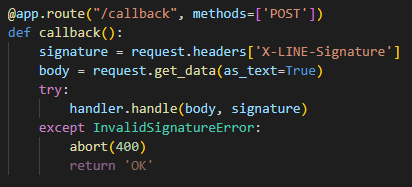 @app.route("/callback", methods=['POST'])
def callback():
    signature = request.headers['X-LINE-Signature']
    body = request.get_data(as_text=True)
    try:
        handler.handle(body, signature)
    except InvalidSignatureError:
        abort(400)
        return 'OK'